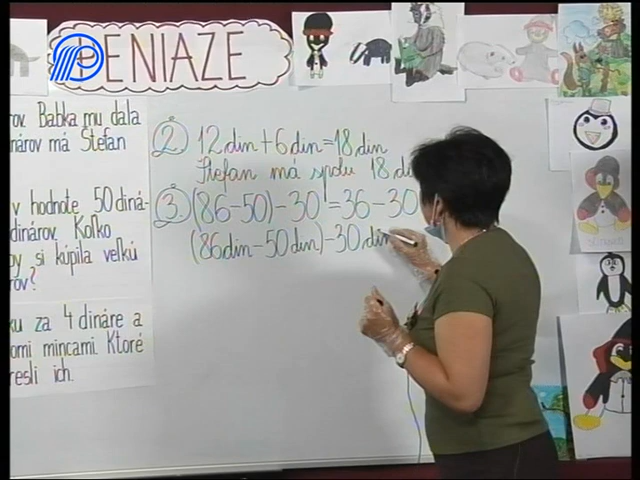 PENIAZE
rov. Babka mu dala
nárov má Štefan
v hodnote 50 diná-
dinárov. Koľko
by si kúpila veľkú
rov?
ku za 4 dináre a
omi mincami. Ktoré
resli ich.
2 12 din + 6 din = 18 din
Štefan má spolu 18 di
3 (86 - 50) - 30 = 36 - 30
(86 din - 50 din) - 30 din